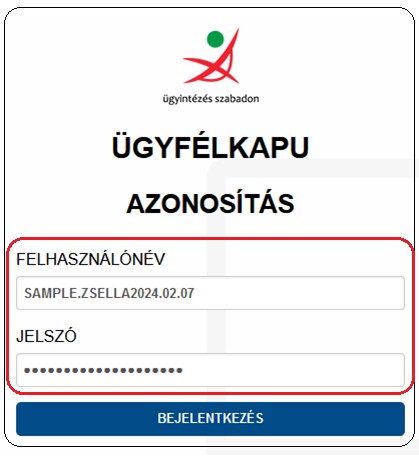 ügyintézés szabadon
ÜGYFÉLKAPU
AZONOSÍTÁS
FELHASZNÁLÓNÉV
SAMPLE.ZSELLA2024.02.07
JELSZÓ
••••••••••••••••••••
BEJELENTKEZÉS